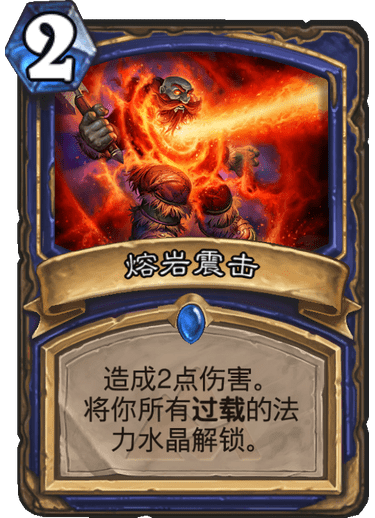 2
熔岩震击
造成2点伤害。
将你所有过载的法
力水晶解锁。